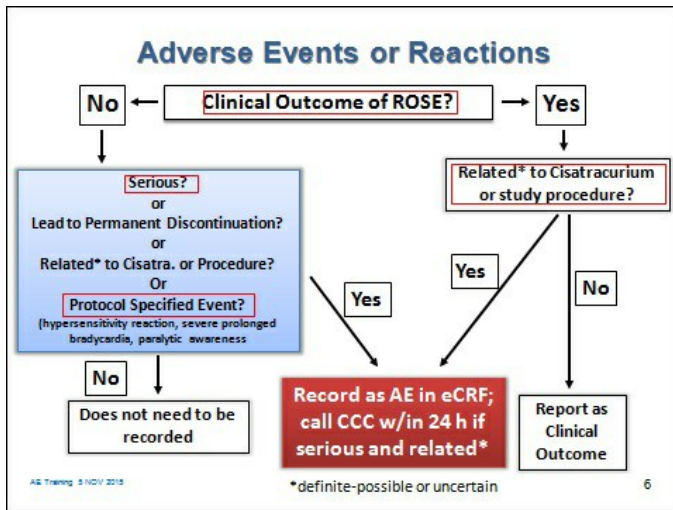 Adverse Events or Reactions
No
Clinical Outcome of ROSE?
Yes
Serious?
or
Lead to Permanent Discontinuation?
or
Related* to Cisatra. or Procedure?
Or
Protocol Specified Event?
(hypersensitivity reaction, severe prolonged
bradycardia, paralytic awareness
Related* to Cisatracurium
or study procedure?
Yes
Yes
No
No
Does not need to be
recorded
Record as AE in eCRF;
call CCC w/in 24 h if
serious and related*
Report as
Clinical
Outcome
AE Training 5 NOV 2015
*definite-possible or uncertain
6